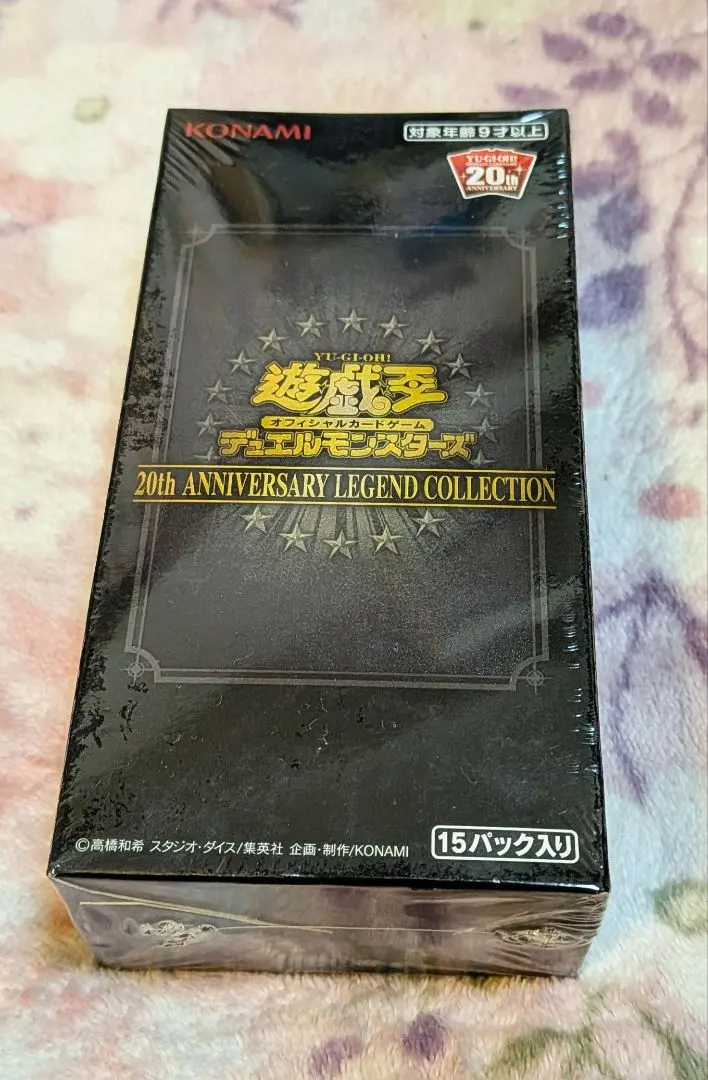 KONAMI
対象年齢9才以上
YU-GI-OH!
20th
ANNIVERSARY
YU-GI-OH!
遊戯王
オフィシャルカードゲーム
デュエルモンスターズ
20th ANNIVERSARY LEGEND COLLECTION
©高橋和希 スタジオ・ダイス/集英社 企画・制作/KONAMI
15パック入り